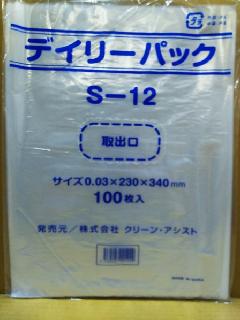 プラ
デイリーパック
S－12
取出口
サイズ0.03×230×340mm
100枚入
発売元／株式会社 クリーン・アシスト